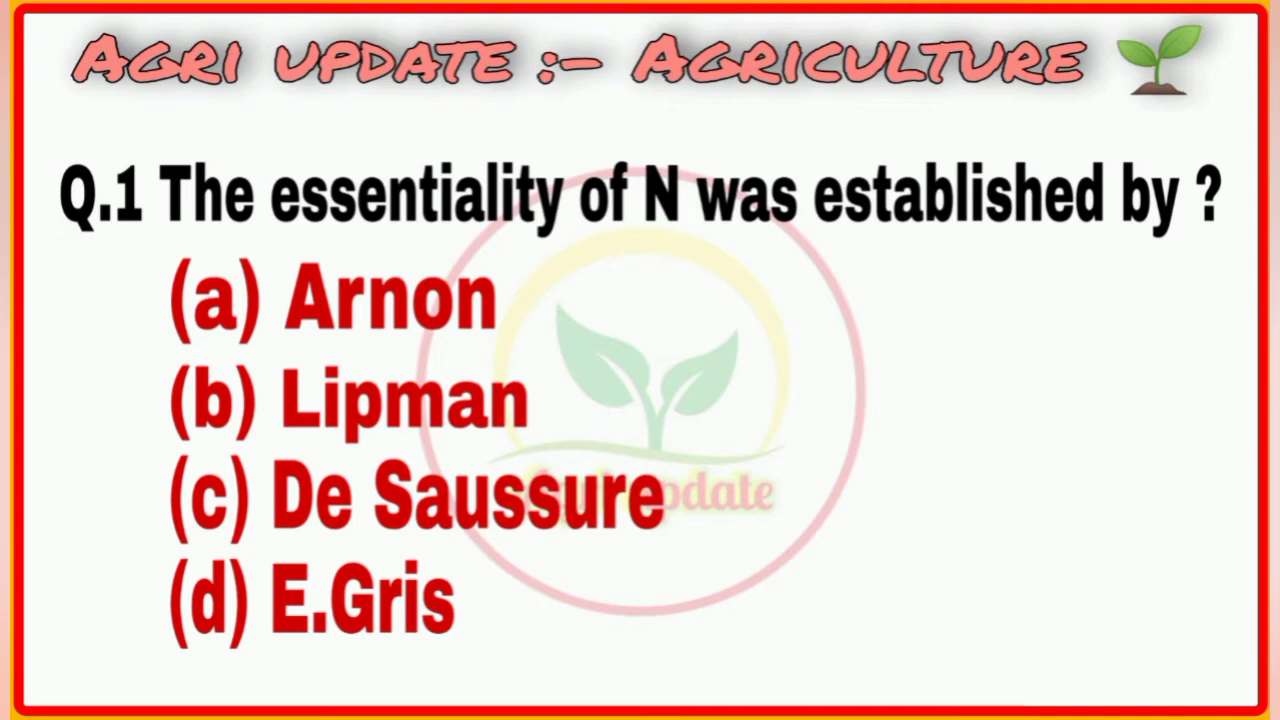 AGRI UPDATE :- AGRICULTURE
Q.1 The essentiality of N was established by ?
(a) Arnon
(b) Lipman
(c) De Saussure
(d) E.Gris